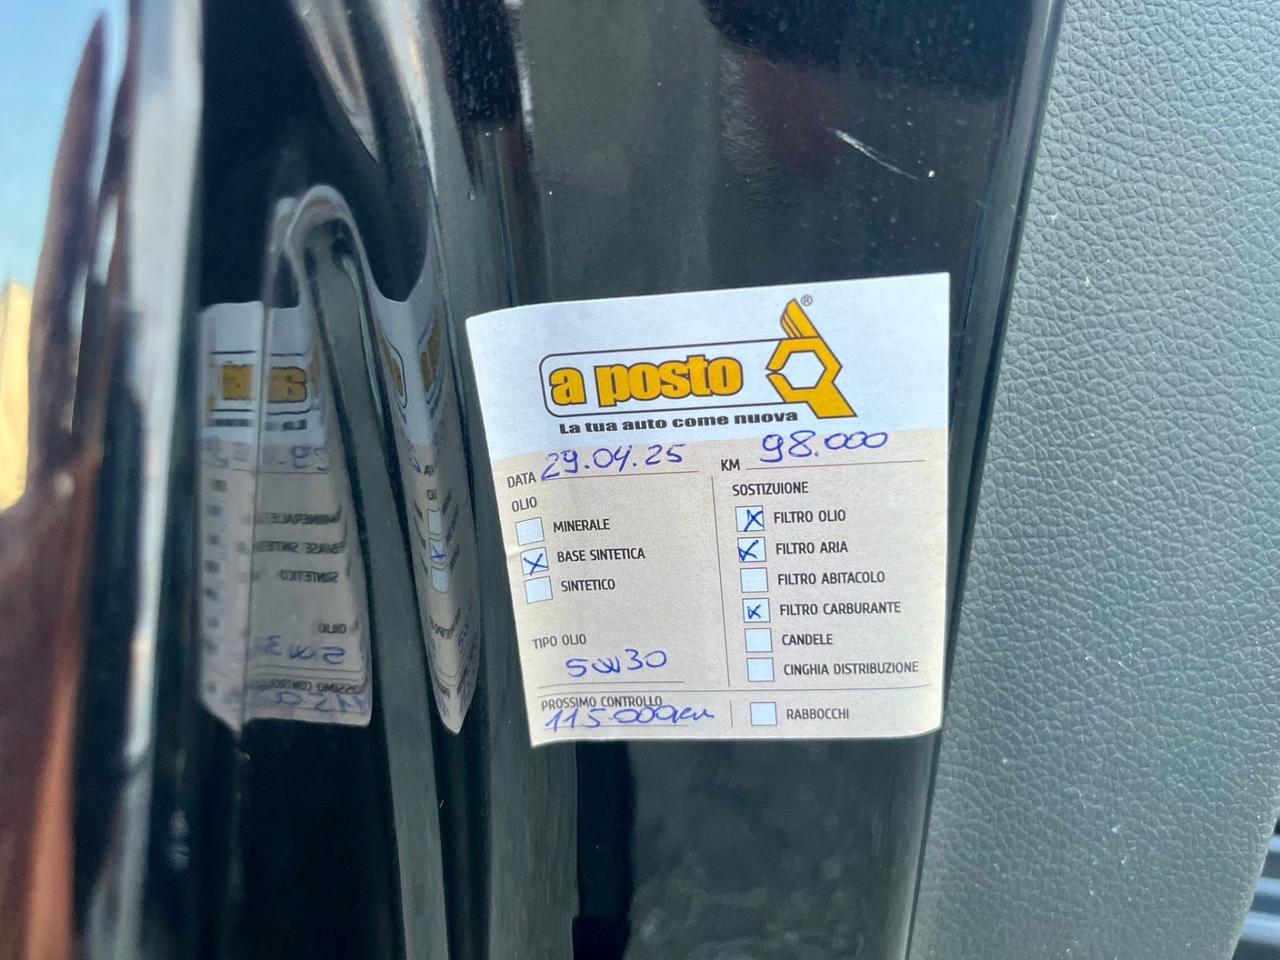 a posto ®
La tua auto come nuova
DATA 29.04.25 KM 98.000
OLIO
MINERALE
BASE SINTETICA
SINTETICO
TIPO OLIO
5W30
PROSSIMO CONTROLLO
115.000km
SOSTIZUIONE
FILTRO OLIO
FILTRO ARIA
FILTRO ABITACOLO
FILTRO CARBURANTE
CANDELE
CINGHIA DISTRIBUZIONE
RABBOCCHI